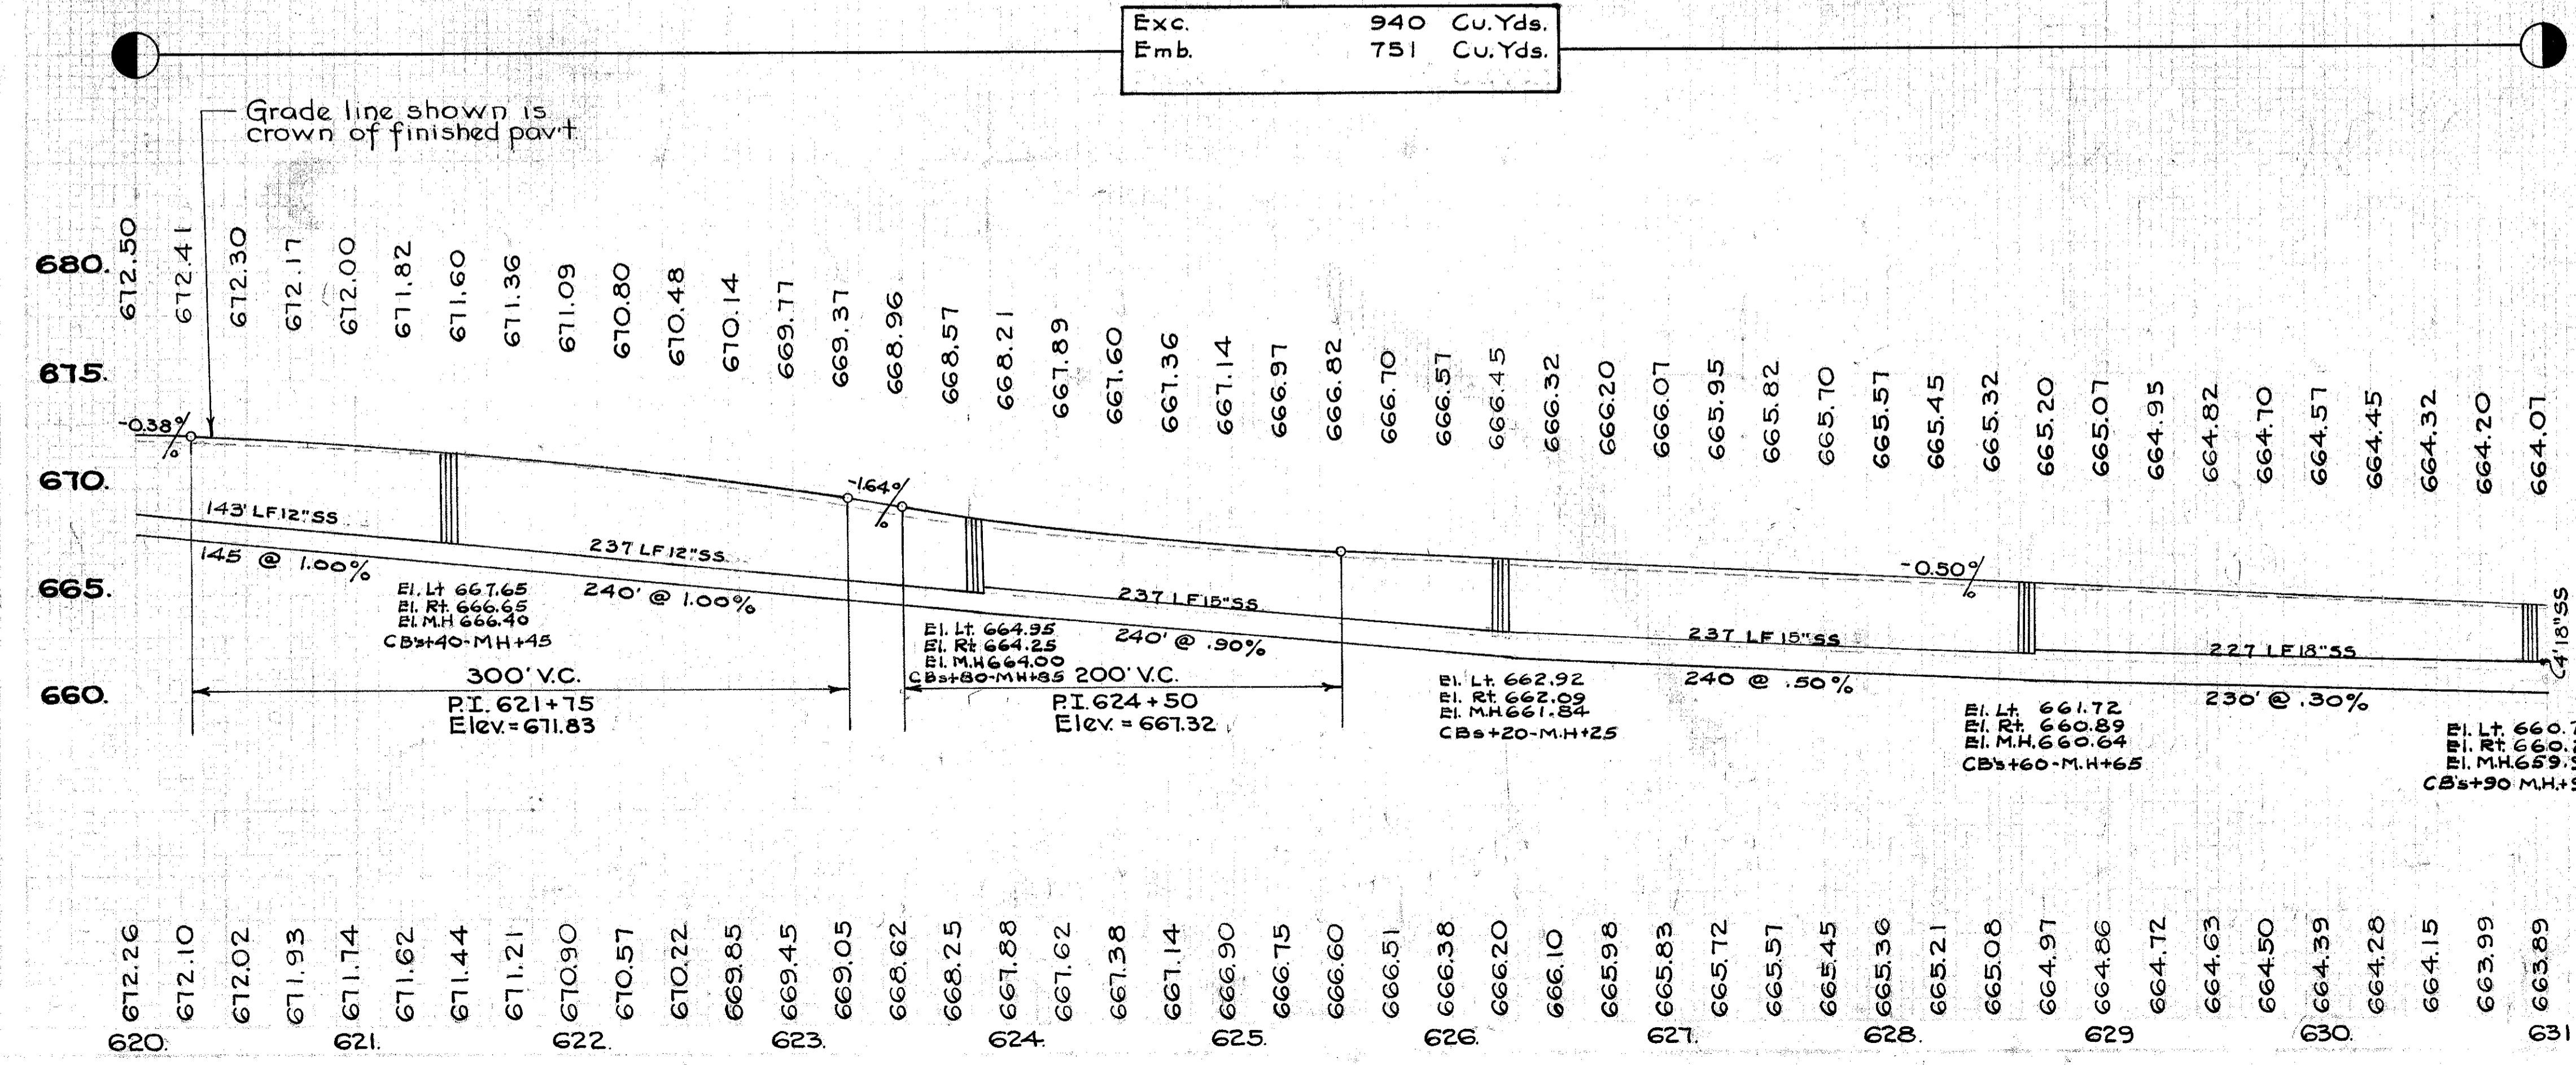 Exc. 940 Cu.Yds.
Emb. 751 Cu.Yds.
Grade line shown is
crown of finished pav't
680.
675.
670.
665.
660.
672.50 672.41 672.30 672.17 672.00 671.82 671.60 671.36 671.09 670.80 670.48 670.14 669.77 669.37 668.96 668.57 668.21 667.89 667.60 667.36 667.14 666.97 666.82 666.70 666.57 666.45 666.32 666.20 666.07 665.95 665.82 665.70 665.57 665.45 665.32 665.20 665.07 664.95 664.82 664.70 664.57 664.45 664.32 664.20 664.07
-0.38%
-1.64%
-0.50%
143' LF 12" SS
145 @ 1.00%
237 LF 12" SS
240' @ 1.00%
237 LF 15" SS
240' @ .90%
237 LF 15" SS
240 @ .50%
227 LF 18" SS
230' @ .30%
4' 18" SS
El. Lt 667.65
El. Rt. 666.65
El. M.H 666.40
CB's+40-MH+45
300' V.C.
P.I. 621+75
Elev.=671.83
El. Lt. 664.95
El. Rt. 664.25
El. M.H 664.00
CBs+80-MH+85
200' V.C.
P.I. 624+50
Elev. = 667.32
El. Lt. 662.92
El. Rt. 662.09
El. M.H 661.84
CBs+20-M.H+25
El. Lt. 661.72
El. Rt. 660.89
El. M.H. 660.64
CB's+60-M.H+65
El. Lt. 660.
El. Rt. 660.
El. M.H. 659.
CB's+90 M.H.+
672.26 672.10 672.02 671.93 671.74 671.62 671.44 671.21 670.90 670.57 670.22 669.85 669.45 669.05 668.62 668.25 667.88 667.62 667.38 667.14 666.90 666.75 666.60 666.51 666.38 666.20 666.10 665.98 665.83 665.72 665.57 665.45 665.36 665.21 665.08 664.97 664.86 664.72 664.63 664.50 664.39 664.28 664.15 663.99 663.89
620. 621. 622. 623. 624. 625. 626. 627. 628. 629 630. 631